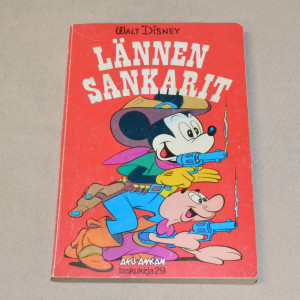 WALT DISNEY
LÄNNEN
SANKARIT
AKU ANKAN
taskukirja 29